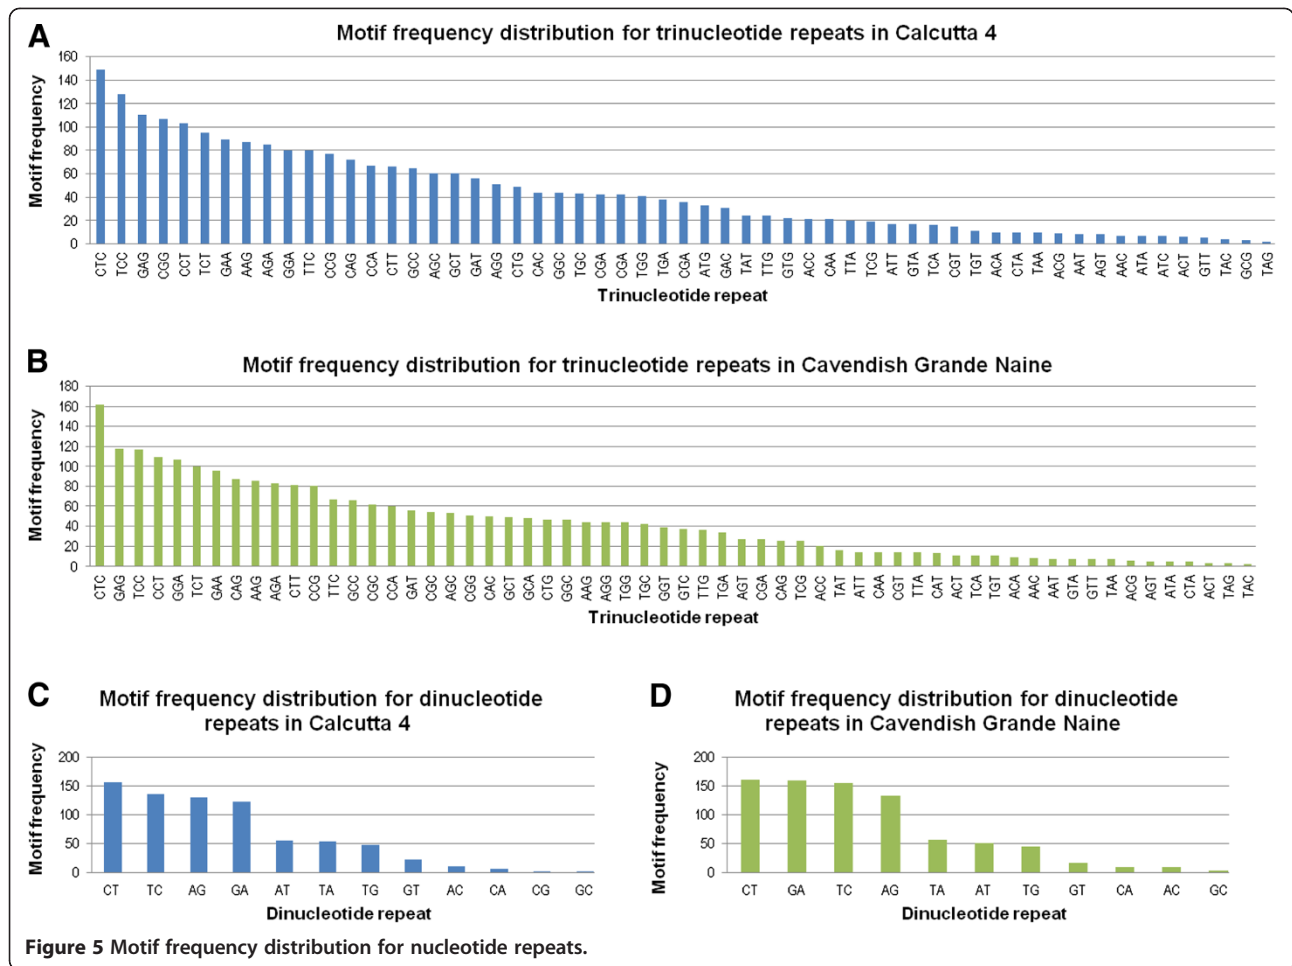 A
Motif frequency distribution for trinucleotide repeats in Calcutta 4
Motif frequency
160
140
120
100
80
60
40
20
0
CTC TCC GAG CGG CCT TCT GAA AAG AGA GGA TTC CCG CAG CCA CTT GCC AGC GCT GAT AGG CTG CAC GGC TGC CGA CGA TGG TGA CGA ATG GAC TAT TTG GTG ACC CAA TTA TCG ATT GTA TCA CGT TGT ACA CTA TAA ACG AAT AGT AAC ATA ATC ACT GTT TAC GCG TAG
Trinucleotide repeat
B
Motif frequency distribution for trinucleotide repeats in Cavendish Grande Naine
Motif frequency
180
160
140
120
100
80
60
40
20
0
CTC GAG TCC CCT GGA TCT GAA CAG AAG AGA CTT CCG TTC GCC CGC CCA GAT CGC AGC CGG CAC GCT GCA CTG GGC AAG AGG TGG TGC GGT GTC TTG TGA AGT CGA CAG TCG ACC TAT ATT CAA CGT TTA CAT ACT TCA TGT ACA AAC AAT GTA GTT TAA ACG AGT ATA CTA ACT TAG TAC
Trinucleotide repeat
C
Motif frequency distribution for dinucleotide
repeats in Calcutta 4
Motif frequency
200
150
100
50
0
CT TC AG GA AT TA TG GT AC CA CG GC
Dinucleotide repeat
D
Motif frequency distribution for dinucleotide
repeats in Cavendish Grande Naine
Motif frequency
200
150
100
50
0
CT GA TC AG TA AT TG GT CA AC GC
Dinucleotide repeat
Figure 5 Motif frequency distribution for nucleotide repeats.